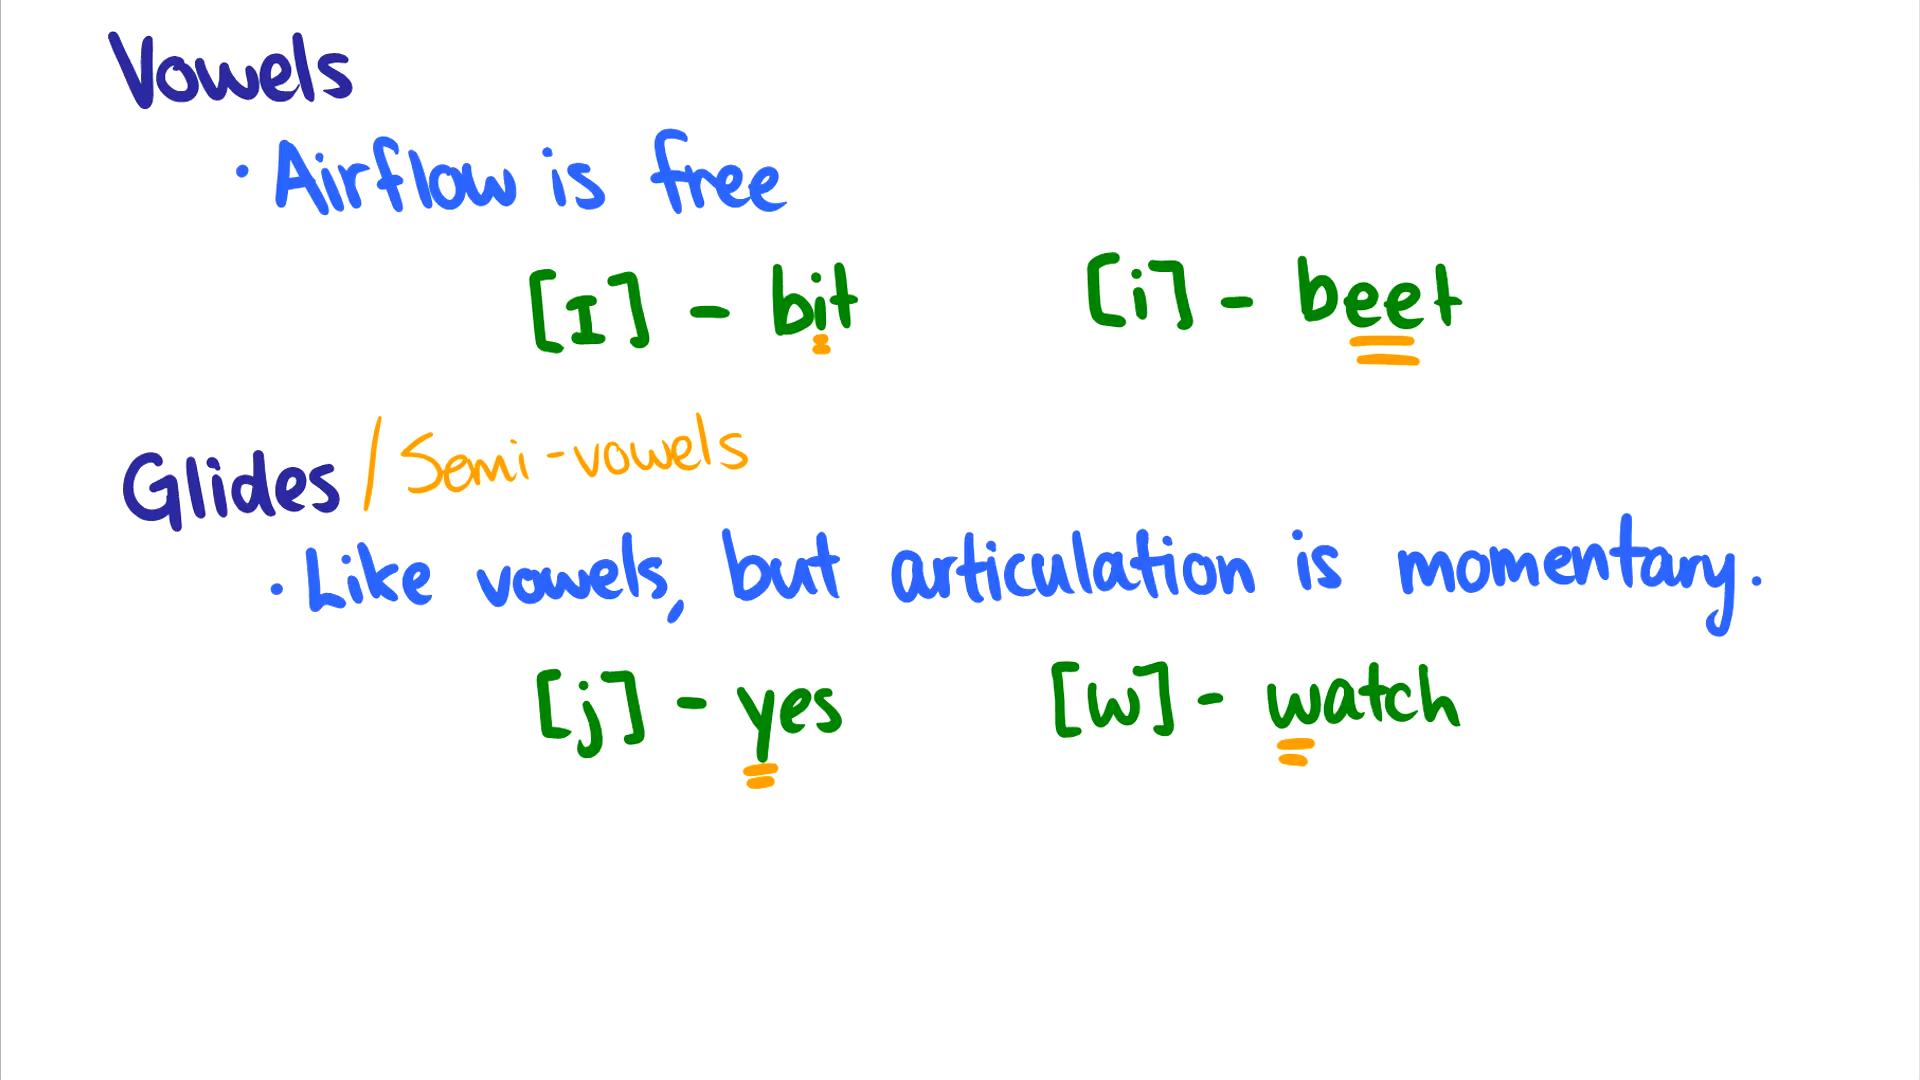 Vowels
· Airflow is free
[I] - bit [i] - beet
Glides / Semi-vowels
· Like vowels, but articulation is momentary.
[j] - yes [w] - watch